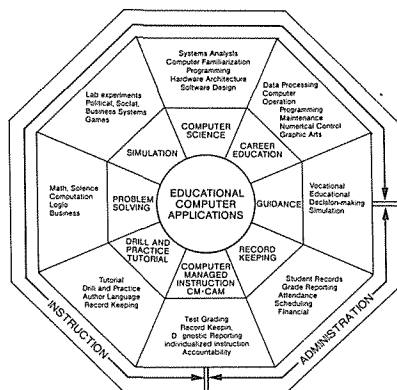 Systems Analysts
Computer Familiarization
Programming
Hardware Architecture
Software Design
Data Processing
Computer
Operation
Programming
Maintenance
Numerical Control
Graphic Arts
Lab experiments
Political, Social,
Business Systems
Games
COMPUTER
SCIENCE
SIMULATION
CAREER
EDUCATION
Math, Science
Computation
Logic
Business
PROBLEM
SOLVING
EDUCATIONAL
COMPUTER
APPLICATIONS
GUIDANCE
Vocational
Educational
Decision-making
Simulation
DRILL AND
PRACTICE
TUTORIAL
COMPUTER
MANAGED
INSTRUCTION
CM-CAM
RECORD
KEEPING
Tutorial
Drill and Practice
Author Language
Record Keeping
Student Records
Grade Reporting
Attendance
Scheduling
Financial
Test Grading
Record Keepin,
D gnostic Reporting
Individualized Instruction
Accountability
INSTRUCTION
ADMINISTRATION